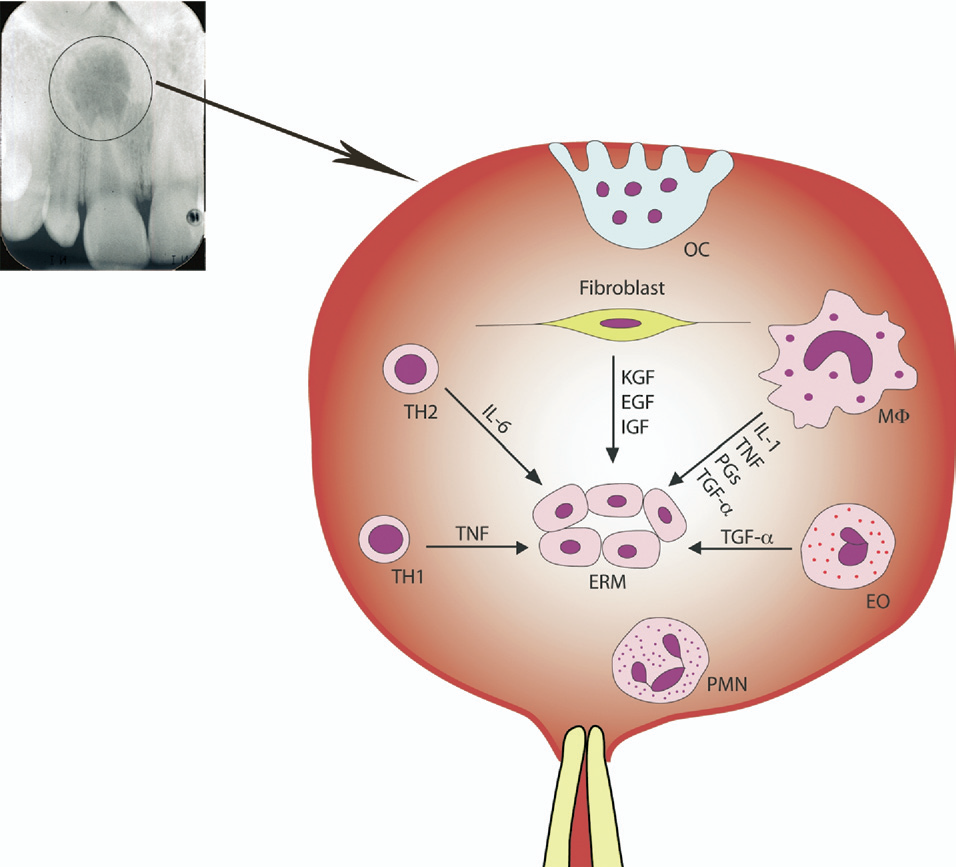 OC
Fibroblast
KGF
EGF
IGF
TH2
IL-6
MΦ
IL-1
TNF
PGs
TGF-α
TH1
TNF
TGF-α
EO
ERM
PMN